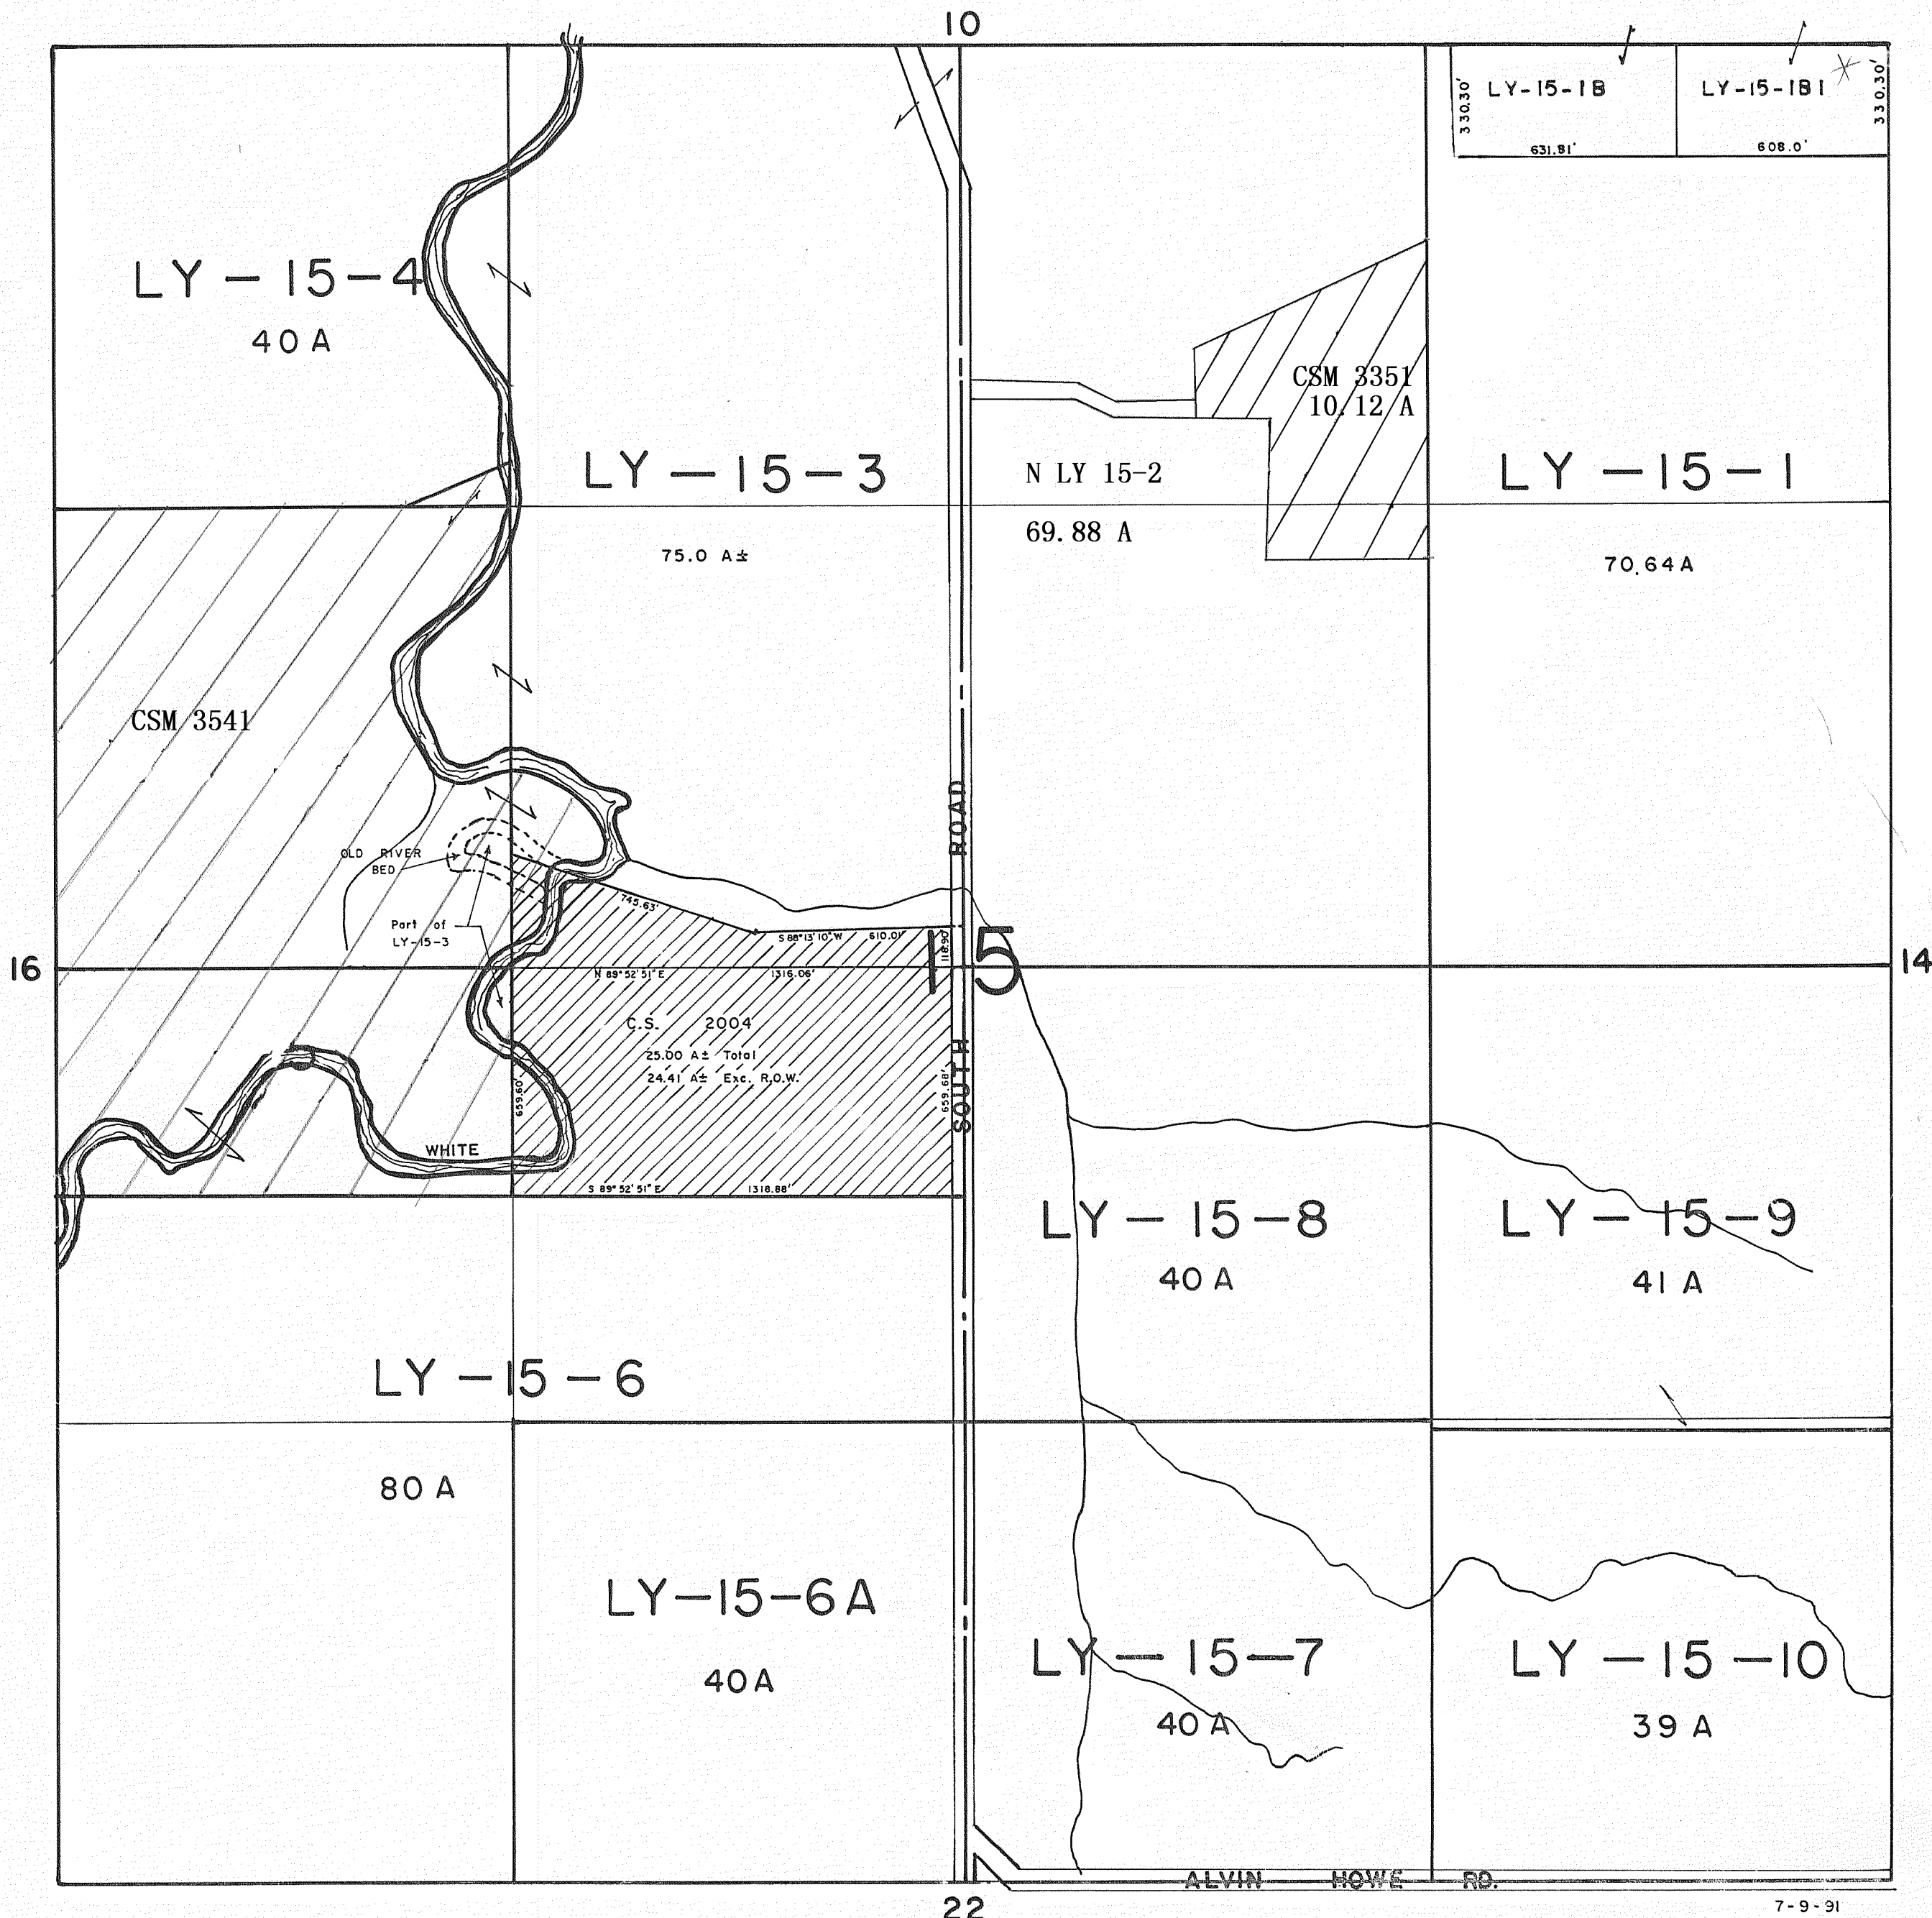 10
LY-15-1B
LY-15-1B1
330.30'
330.30'
631.81'
608.0'
LY-15-4
40 A
CSM 3351
10.12 A
LY-15-3
N LY 15-2
LY-15-1
75.0 A±
69.88 A
70.64 A
CSM 3541
ROAD
OLD RIVER
BED
745.63'
Part of
LY-15-3
S 88° 13' 10" W 610.01'
118.90'
15
16
14
N 89° 52' 51" E 1316.06'
C.S. 2004
25.00 A± Total
24.41 A± Exc. R.O.W.
659.60'
659.68'
SOUTH
WHITE
S 89° 52' 51" E 1318.88'
LY-15-8
40 A
LY-15-9
41 A
LY-15-6
80 A
LY-15-6A
40 A
LY-15-7
40 A
LY-15-10
39 A
ALVIN HOWE RD.
22
7-9-91